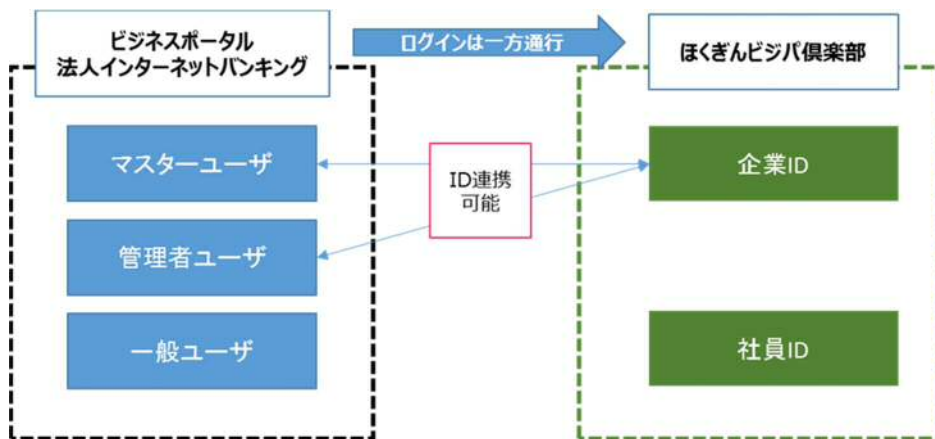 ビジネスポータル
法人インターネットバンキング
ログインは一方通行
ほくぎんビジパ倶楽部
マスターユーザ
ID連携
可能
企業ID
管理者ユーザ
一般ユーザ
社員ID